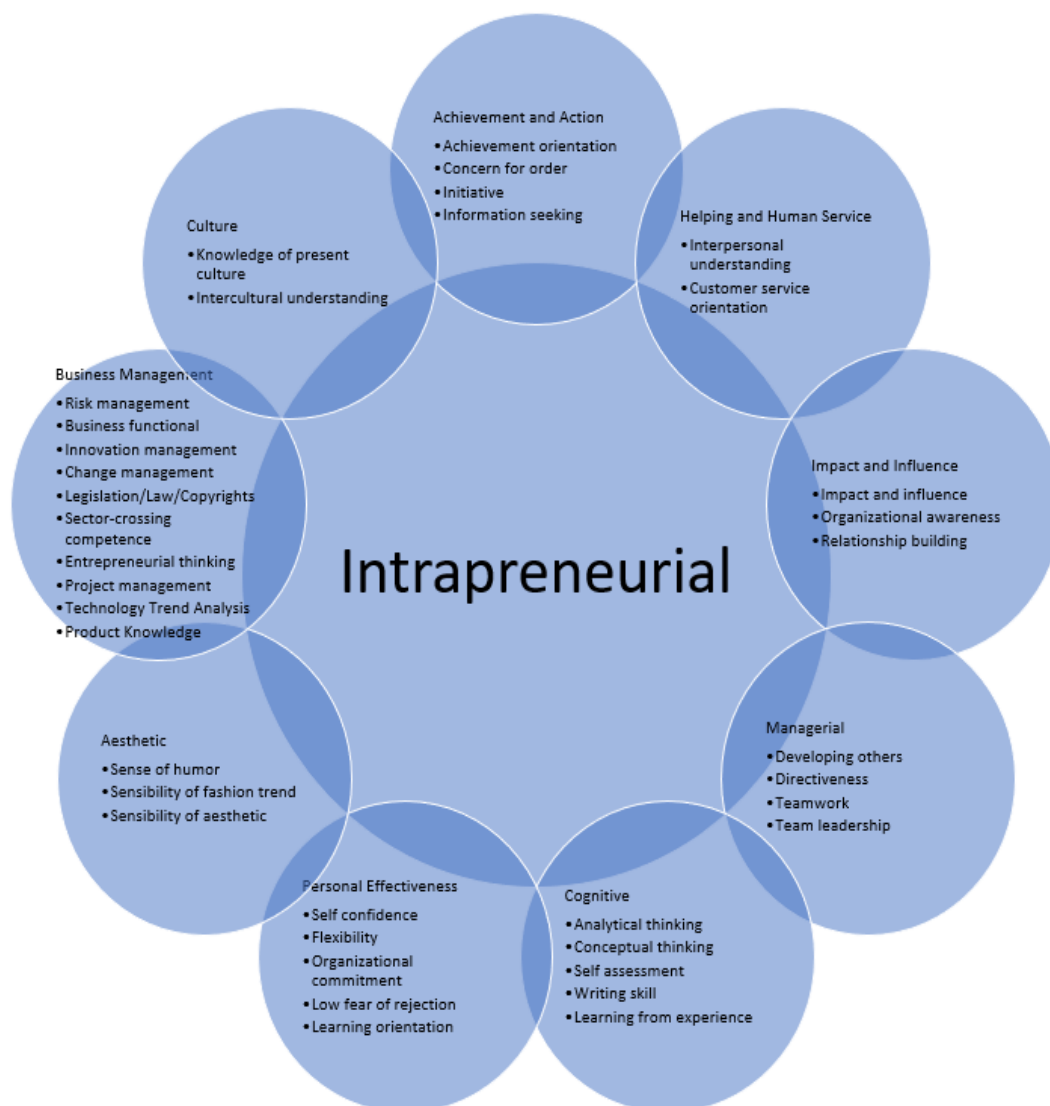 Achievement and Action
•Achievement orientation
•Concern for order
•Initiative
•Information seeking
Helping and Human Service
•Interpersonal
understanding
•Customer service
orientation
Impact and Influence
•Impact and influence
•Organizational awareness
•Relationship building
Managerial
•Developing others
•Directiveness
•Teamwork
•Team leadership
Cognitive
•Analytical thinking
•Conceptual thinking
•Self assessment
•Writing skill
•Learning from experience
Personal Effectiveness
•Self confidence
•Flexibility
•Organizational
commitment
•Low fear of rejection
•Learning orientation
Aesthetic
•Sense of humor
•Sensibility of fashion trend
•Sensibility of aesthetic
Business Management
•Risk management
•Business functional
•Innovation management
•Change management
•Legislation/Law/Copyrights
•Sector-crossing
competence
•Entrepreneurial thinking
•Project management
•Technology Trend Analysis
•Product Knowledge
Culture
•Knowledge of present
culture
•Intercultural understanding
Intrapreneurial